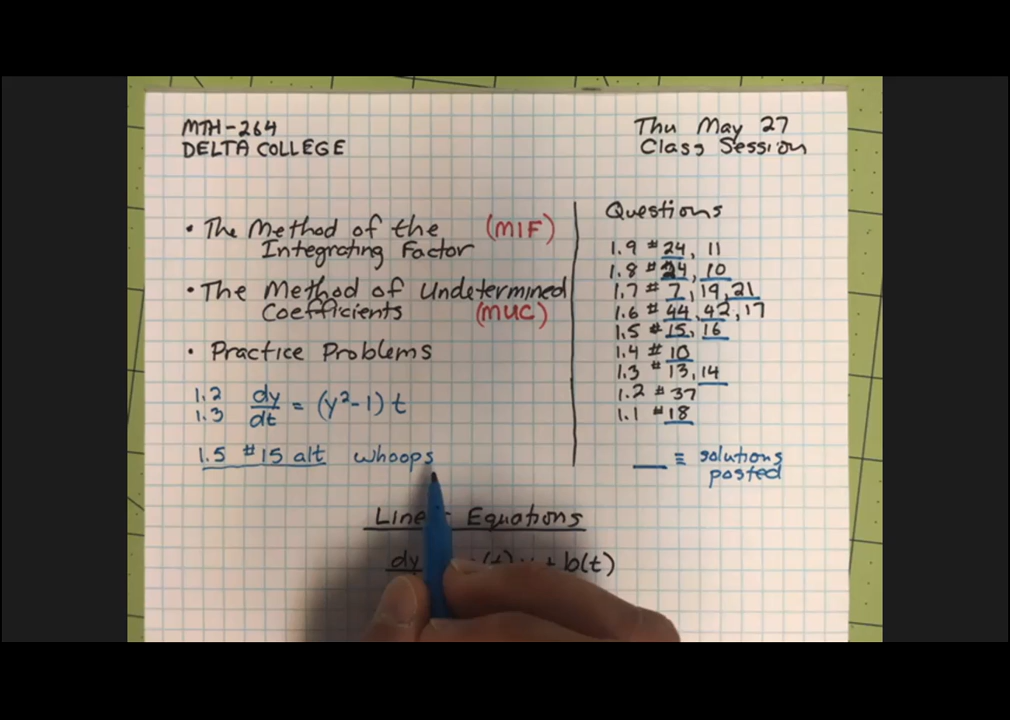 MTH-264
DELTA COLLEGE
Thu May 27
Class Session
• The Method of the (MIF)
Integrating Factor
• The Method of Undetermined
Coefficients (MUC)
• Practice Problems
1.2 dy/dt = (y²-1) t
1.3
1.5 #15 alt whoops
Questions
1.9 # 24, 11
1.8 # 24, 10
1.7 # 7, 19, 21
1.6 # 44, 42, 17
1.5 # 15, 16
1.4 # 10
1.3 # 13, 14
1.2 # 37
1.1 # 18
__ ≡ solutions
posted
Equations
dy (t) y + b(t)